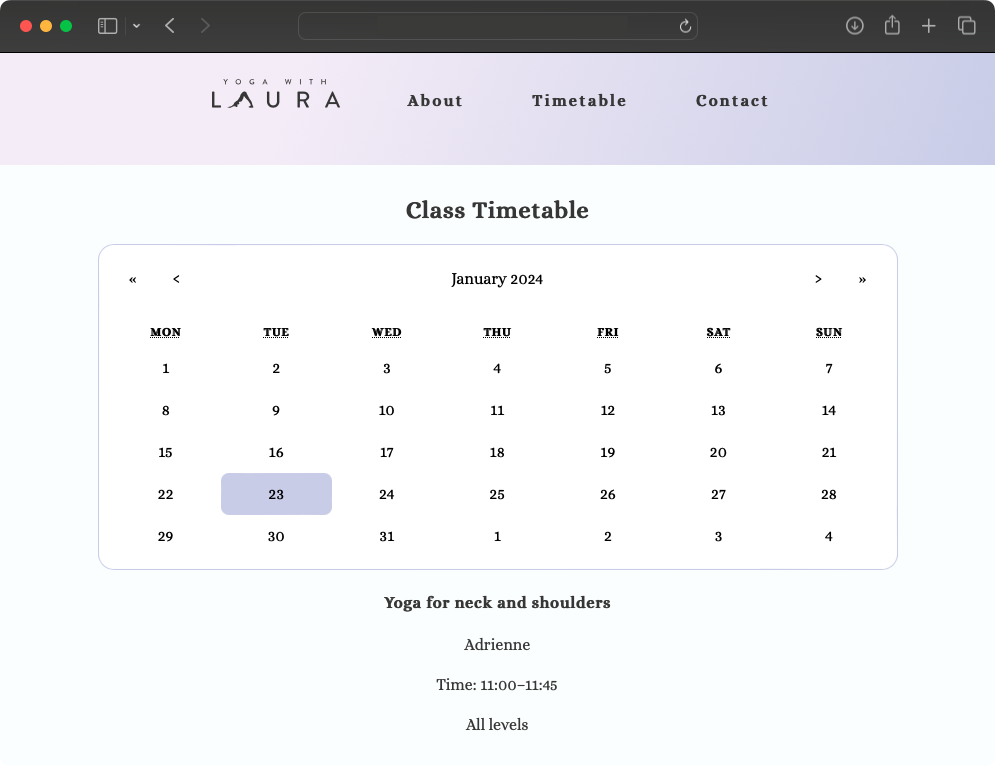 YOGA WITH
LAURA
About Timetable Contact
Class Timetable
« < January 2024 > »
MON TUE WED THU FRI SAT SUN
1 2 3 4 5 6 7
8 9 10 11 12 13 14
15 16 17 18 19 20 21
22 23 24 25 26 27 28
29 30 31 1 2 3 4
Yoga for neck and shoulders
Adrienne
Time: 11:00–11:45
All levels